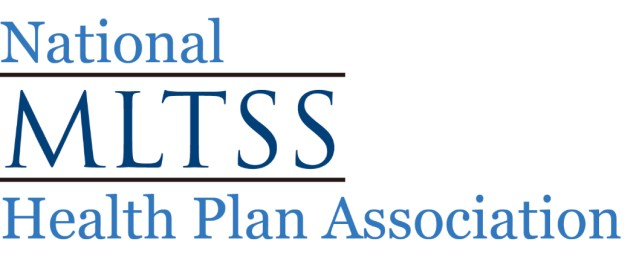 National
MLTSS
Health Plan Association